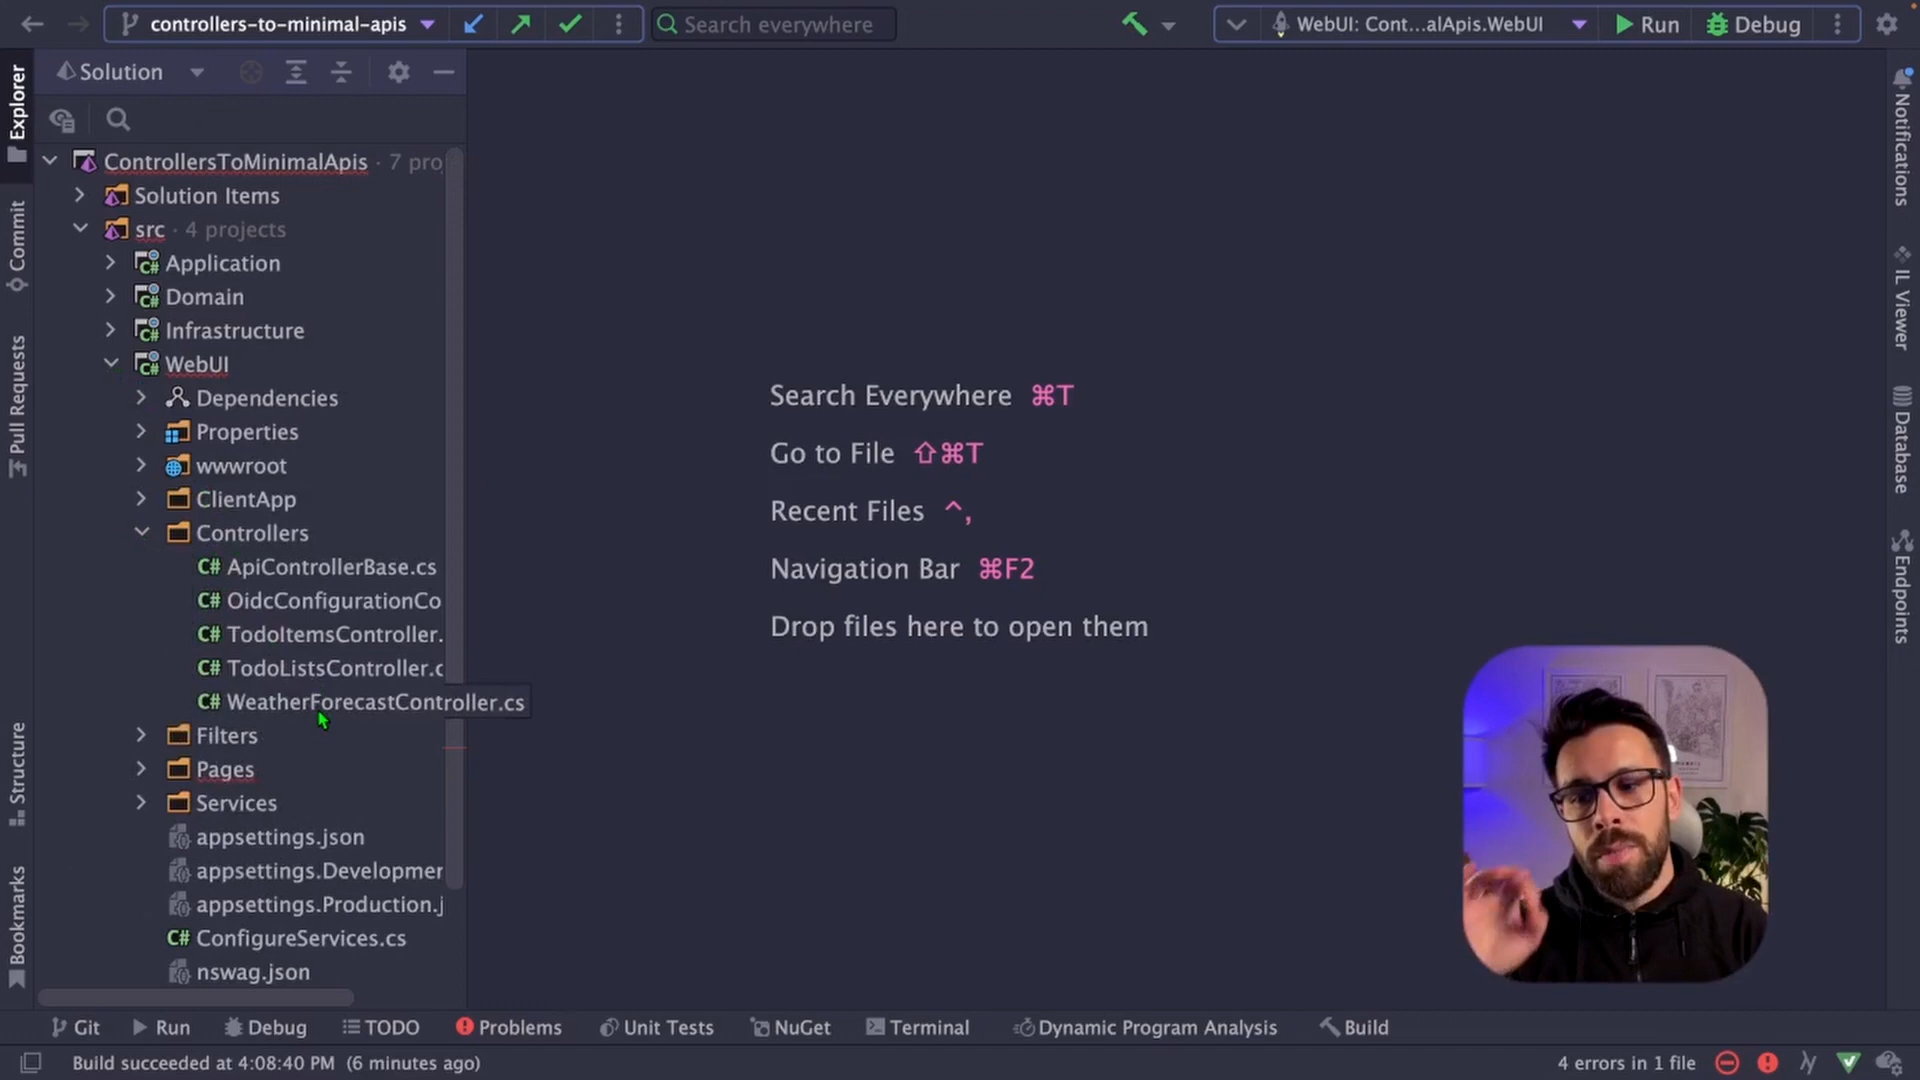 controllers-to-minimal-apis
Search everywhere
WebUI: Cont...alApis.WebUI
Run
Debug
Solution
Explorer
Commit
Pull Requests
Structure
Bookmarks
ControllersToMinimalApis · 7 pro
Solution Items
src · 4 projects
Application
Domain
Infrastructure
WebUI
Dependencies
Properties
wwwroot
ClientApp
Controllers
C# ApiControllerBase.cs
C# OidcConfigurationCo
C# TodoItemsController.
C# TodoListsController.c
C# WeatherForecastController.cs
Filters
Pages
Services
appsettings.json
appsettings.Developmen
appsettings.Production.j
C# ConfigureServices.cs
nswag.json
Search Everywhere ⌘T
Go to File ⇧⌘T
Recent Files ^,
Navigation Bar ⌘F2
Drop files here to open them
Notifications
IL Viewer
Database
Endpoints
Git
Run
Debug
TODO
Problems
Unit Tests
NuGet
Terminal
Dynamic Program Analysis
Build
Build succeeded at 4:08:40 PM (6 minutes ago)
4 errors in 1 file